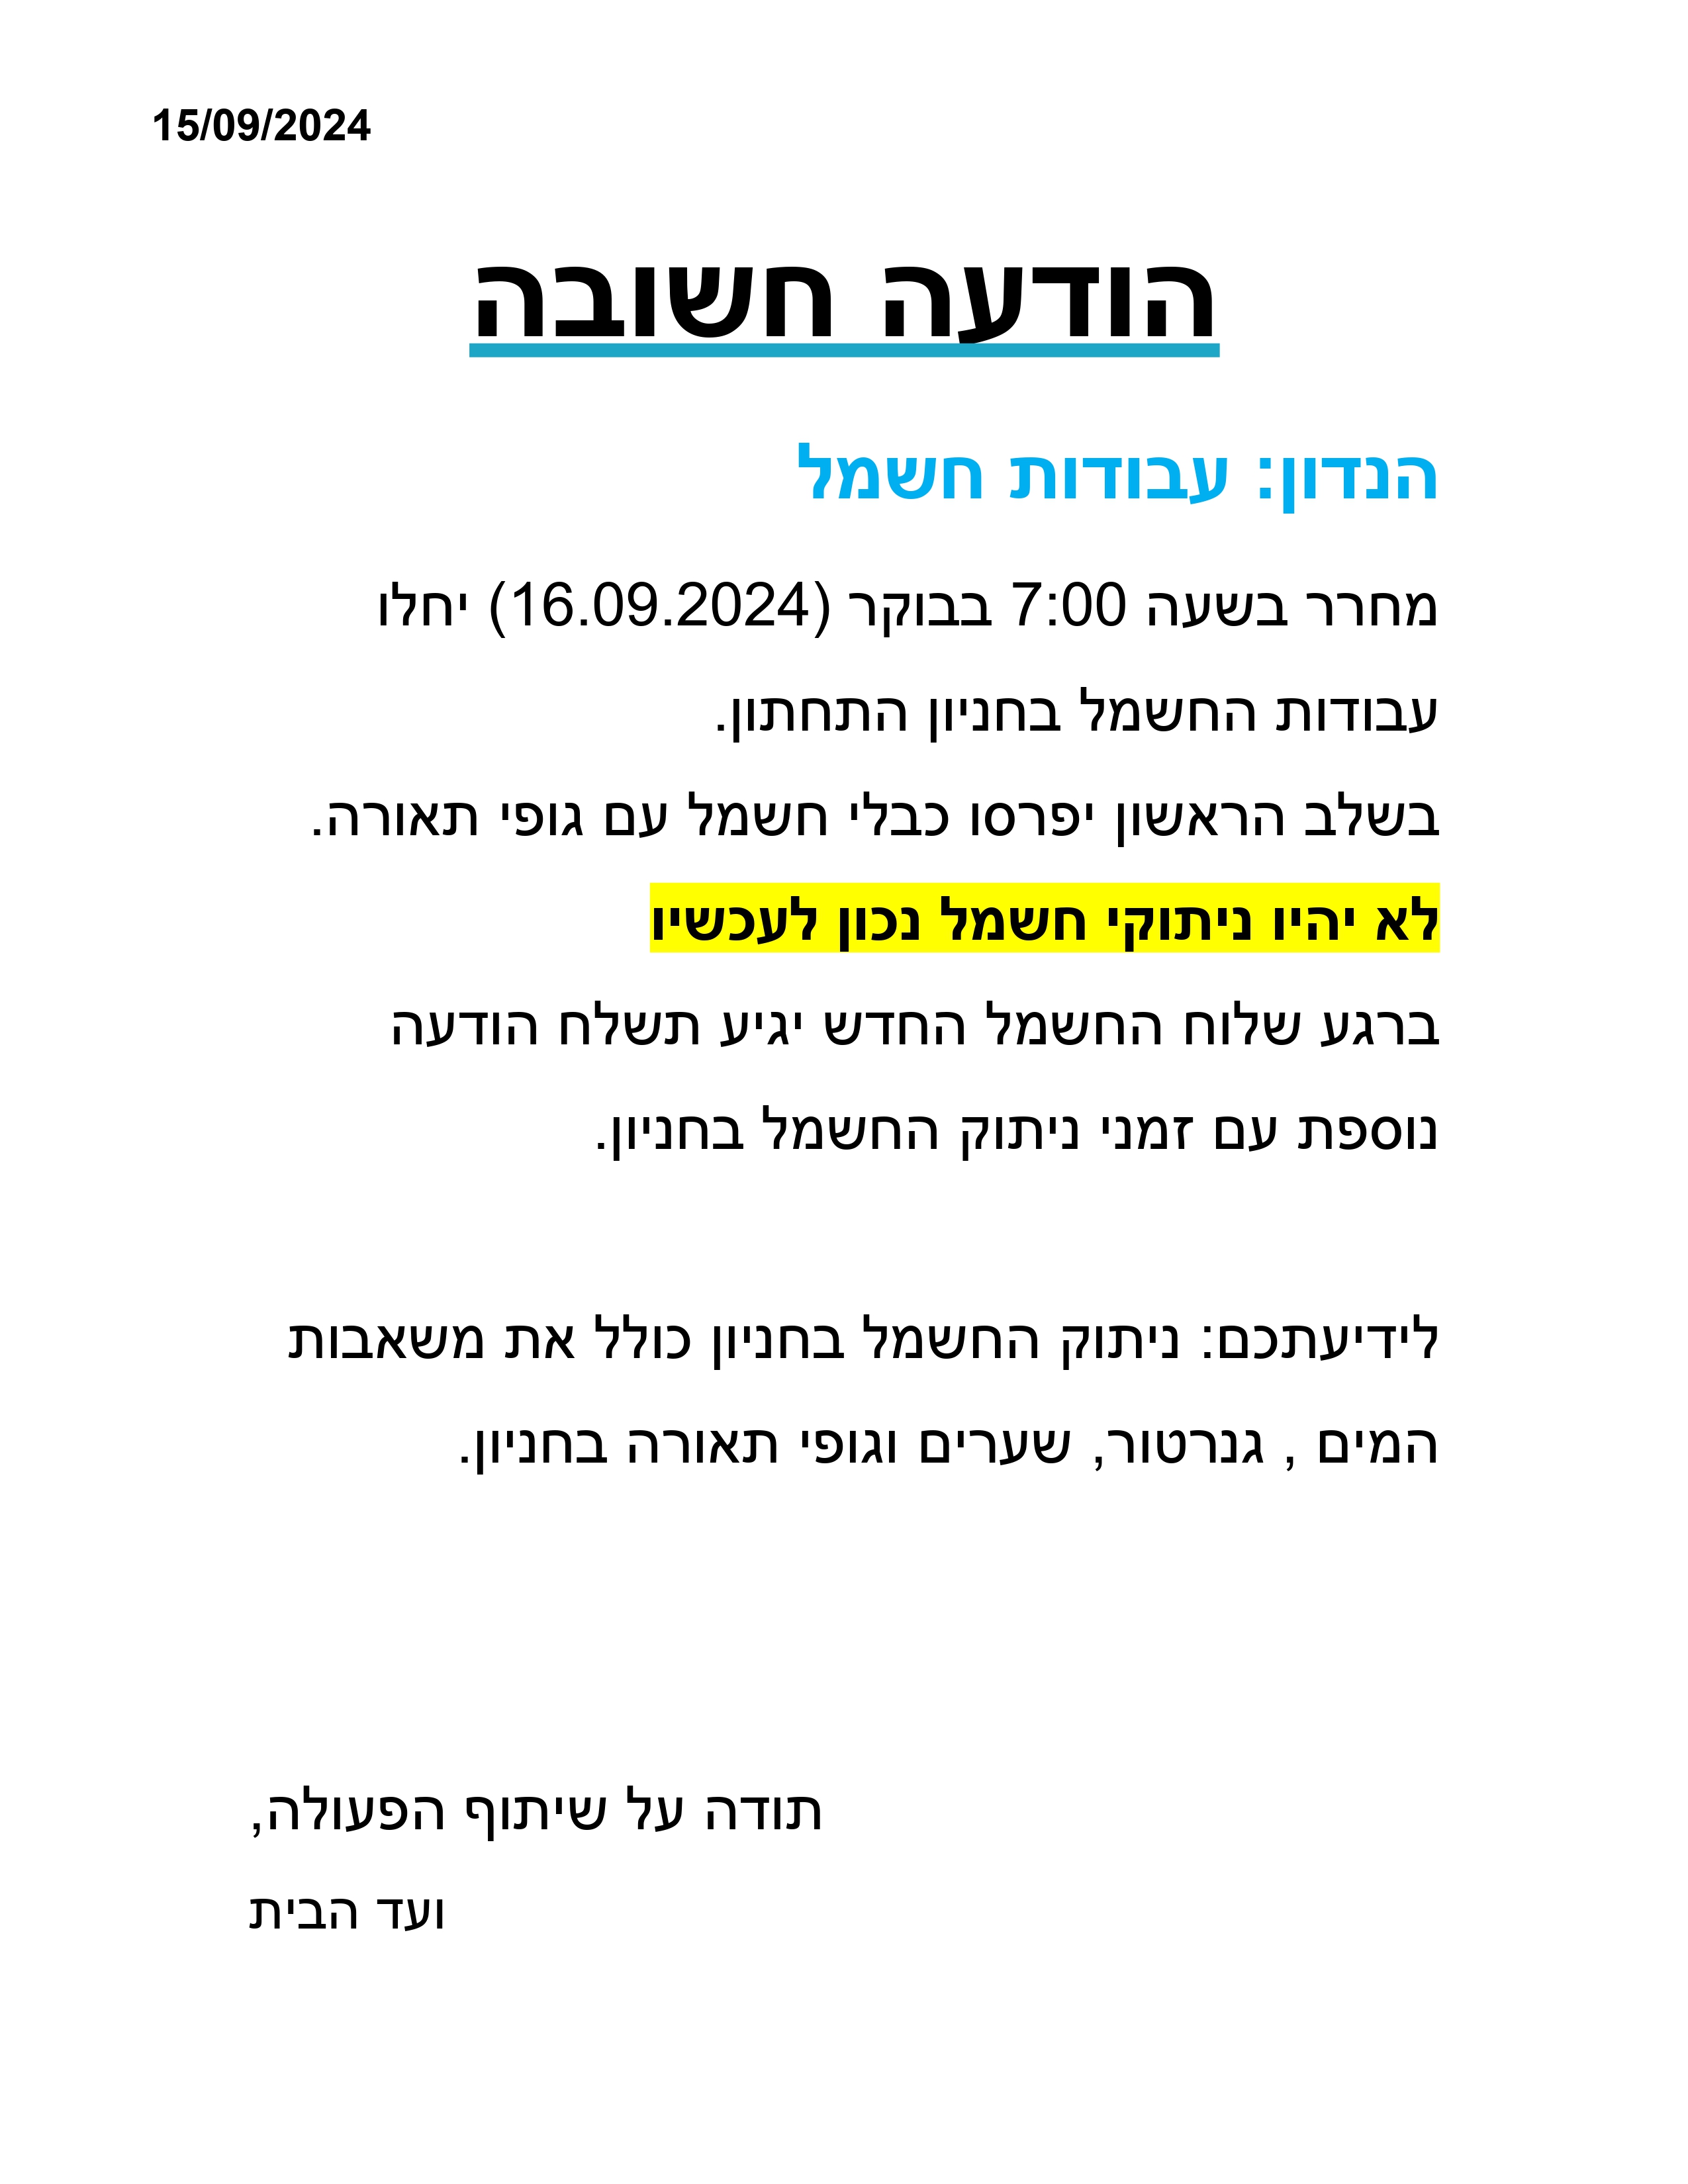 15/09/2024
הודעה חשובה
הנדון: עבודות חשמל
מחרר בשעה 7:00 בבוקר (16.09.2024) יחלו
עבודות החשמל בחניון התחתון.
בשלב הראשון יפרסו כבלי חשמל עם גופי תאורה.
לא יהיו ניתוקי חשמל נכון לעכשיו
ברגע שלוח החשמל החדש יגיע תשלח הודעה
נוספת עם זמני ניתוק החשמל בחניון.
לידיעתכם: ניתוק החשמל בחניון כולל את משאבות
המים , גנרטור, שערים וגופי תאורה בחניון.
תודה על שיתוף הפעולה,
ועד הבית